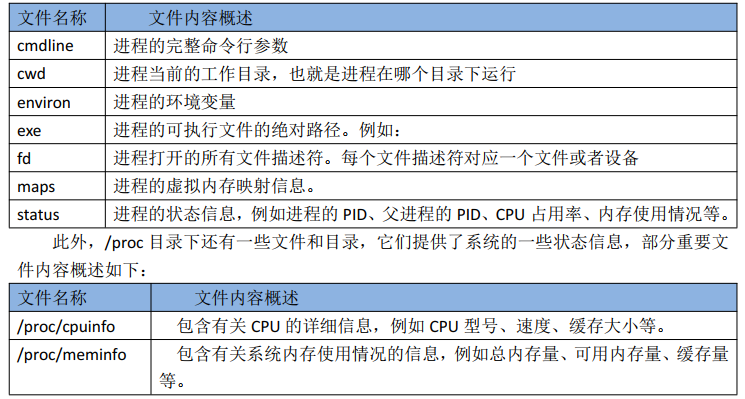 文件名称 文件内容概述
cmdline 进程的完整命令行参数
cwd 进程当前的工作目录，也就是进程在哪个目录下运行
environ 进程的环境变量
exe 进程的可执行文件的绝对路径。例如：
fd 进程打开的所有文件描述符。每个文件描述符对应一个文件或者设备
maps 进程的虚拟内存映射信息。
status 进程的状态信息，例如进程的 PID、父进程的 PID、CPU 占用率、内存使用情况等。
此外，/proc 目录下还有一些文件和目录，它们提供了系统的一些状态信息，部分重要文
件内容概述如下：
文件名称 文件内容概述
/proc/cpuinfo 包含有关 CPU 的详细信息，例如 CPU 型号、速度、缓存大小等。
/proc/meminfo 包含有关系统内存使用情况的信息，例如总内存量、可用内存量、缓存量
等。